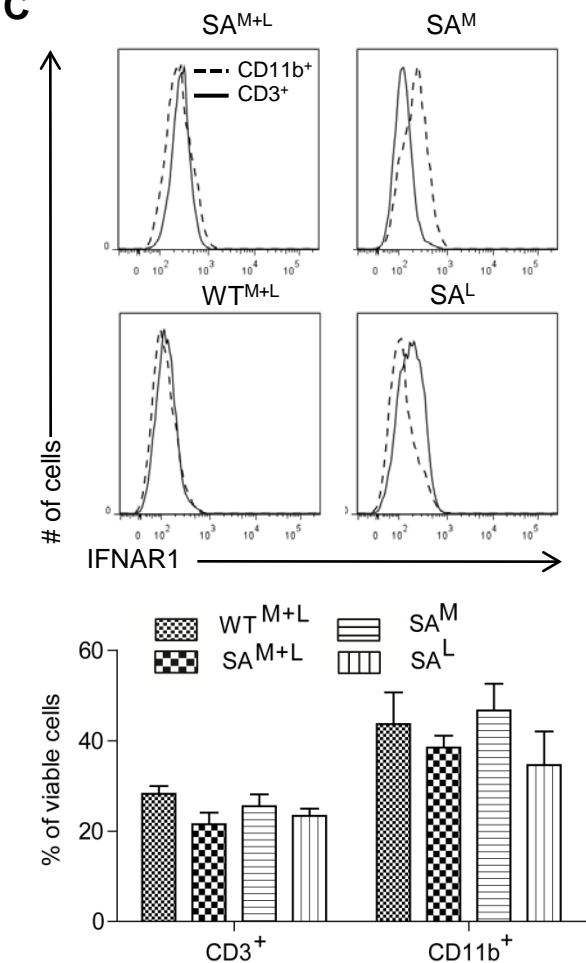 C
SA^M+L SA^M
CD11b+
CD3+
0 0
0 10² 10³ 10⁴ 10⁵ 0 10² 10³ 10⁴ 10⁵
WT^M+L SA^L
0 0
0 10² 10³ 10⁴ 10⁵ 0 10² 10³ 10⁴ 10⁵
# of cells
IFNAR1
WT^M+L SA^M
SA^M+L SA^L
% of viable cells
60
40
20
0
CD3+ CD11b+